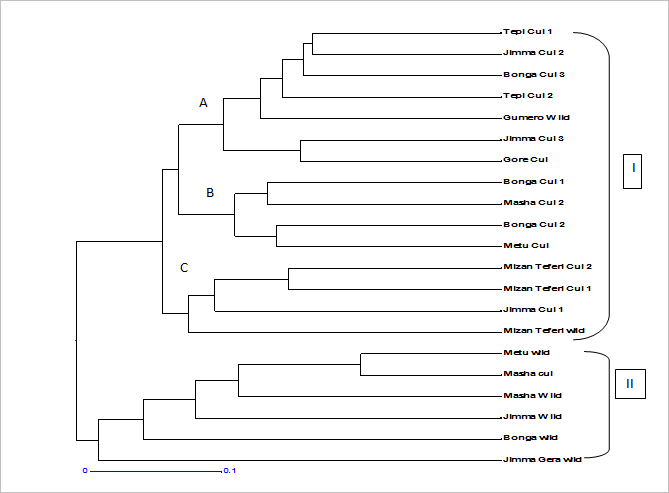 Tepi Cul 1
Jimma Cul 2
Bonga Cul 3
Tepi Cul 2
A
Gumero Wild
Jimma Cul 3
Gore Cul
I
Bonga Cul 1
B
Masha Cul 2
Bonga Cul 2
Metu Cul
C
Mizan Teferi Cul 2
Mizan Teferi Cul 1
Jimma Cul 1
Mizan Teferi wild
Metu wild
Masha cul
II
Masha Wild
Jimma Wild
Bonga wild
Jimma Gera wild
0 0.1